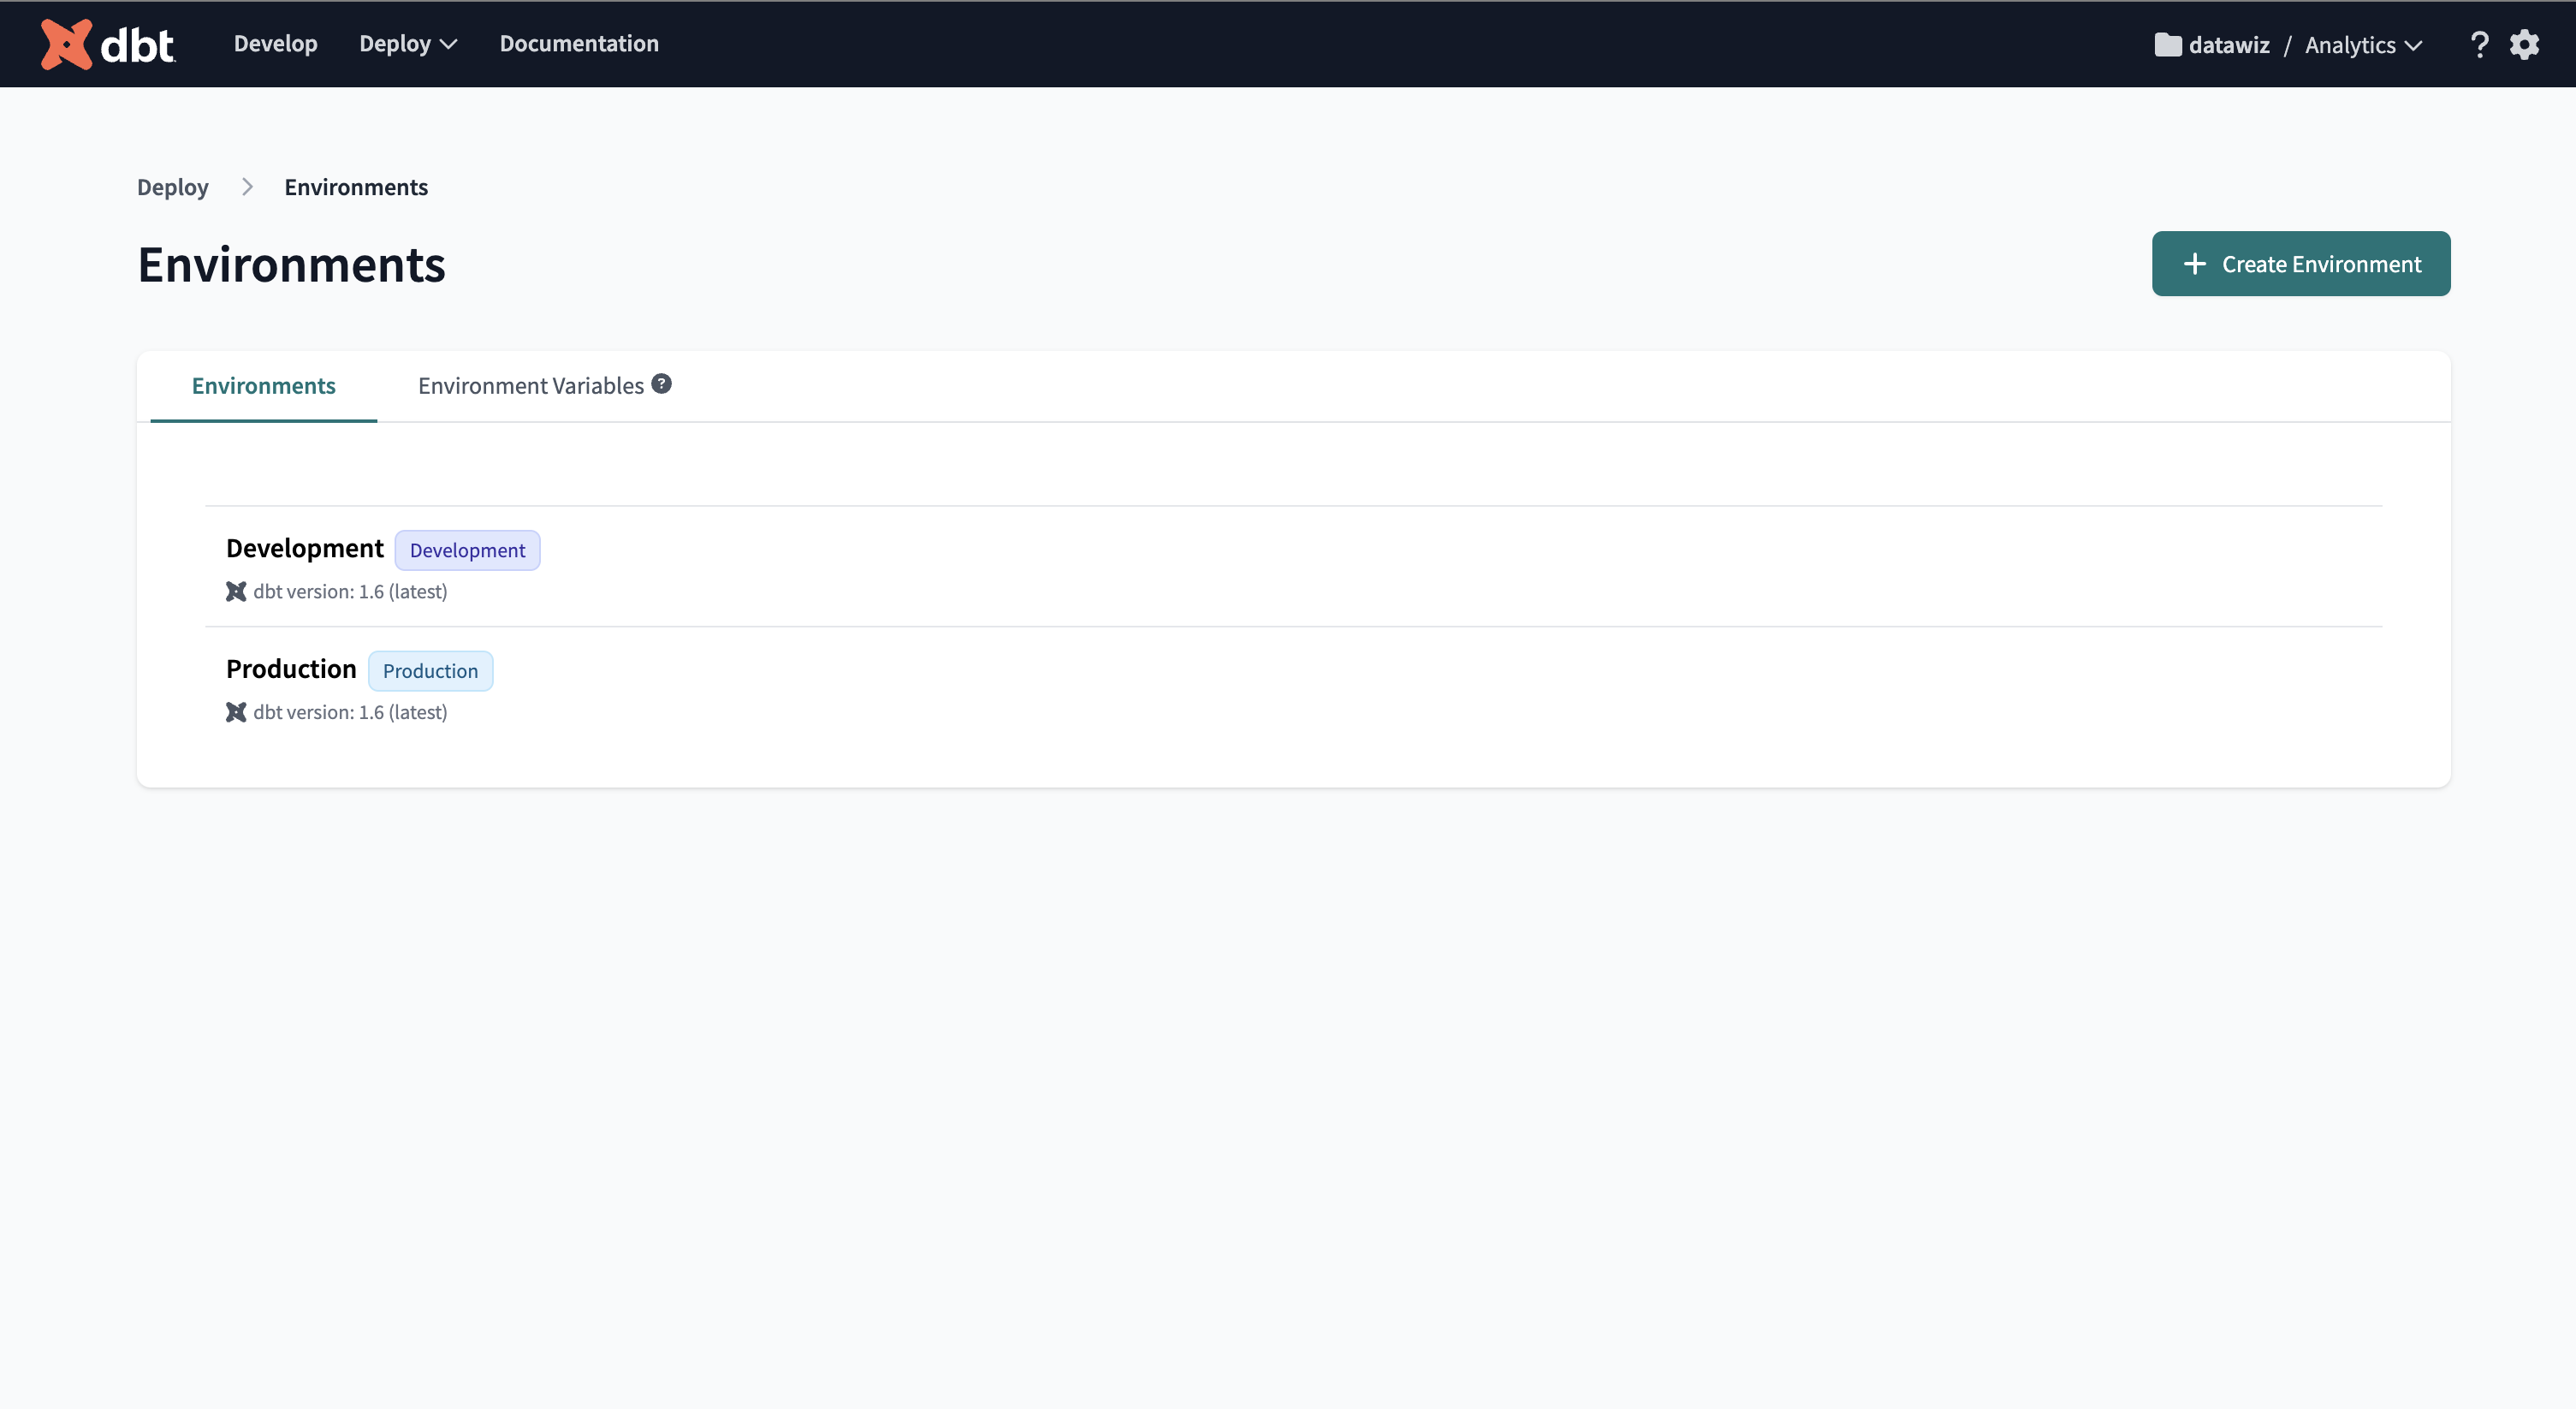 dbt Develop Deploy Documentation datawiz / Analytics ?
Deploy > Environments
Environments
+ Create Environment
Environments Environment Variables ?
Development Development
dbt version: 1.6 (latest)
Production Production
dbt version: 1.6 (latest)